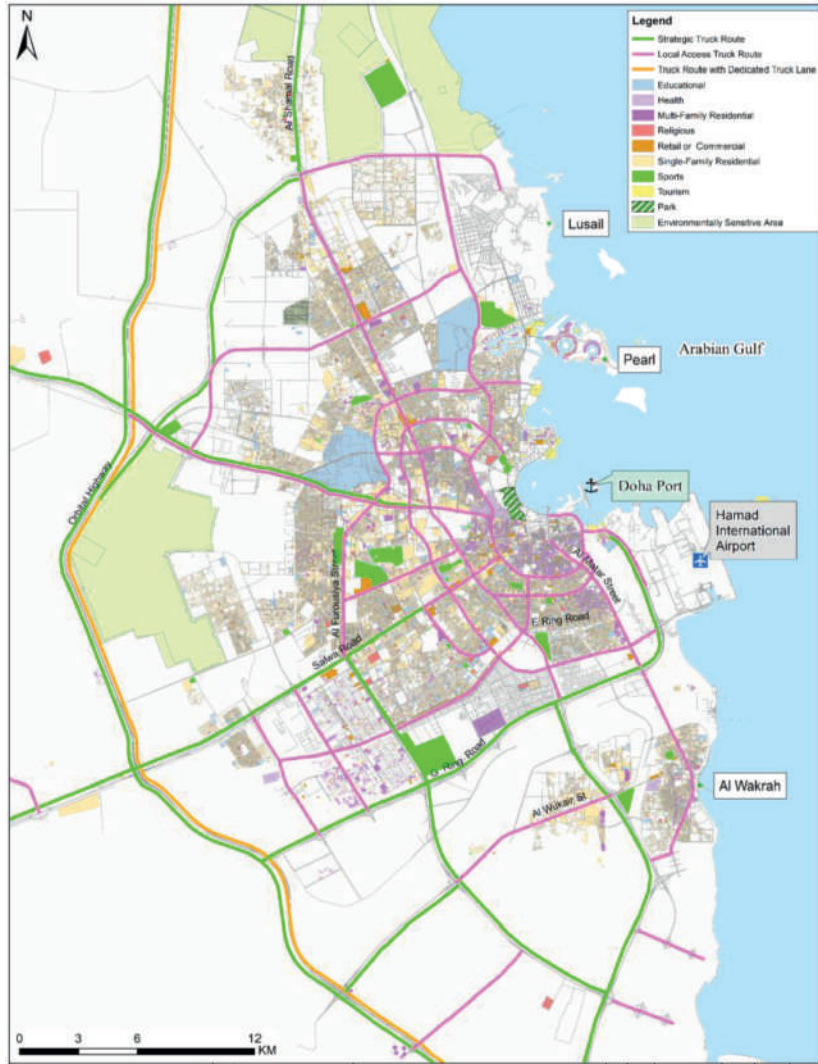 N
Legend
Strategic Truck Route
Local Access Truck Route
Truck Route with Dedicated Truck Lane
Educational
Health
Multi-Family Residential
Religious
Retail or Commercial
Single-Family Residential
Sports
Tourism
Park
Environmentally Sensitive Area
Al Shamal Road
Lusail
Pearl
Arabian Gulf
Orbital Highway
Doha Port
Hamad
International
Airport
Al Matar Street
Al Furousiya Street
E Ring Road
Salwa Road
G Ring Road
Al Wakrah
Al Wukair St
0 3 6 12
KM